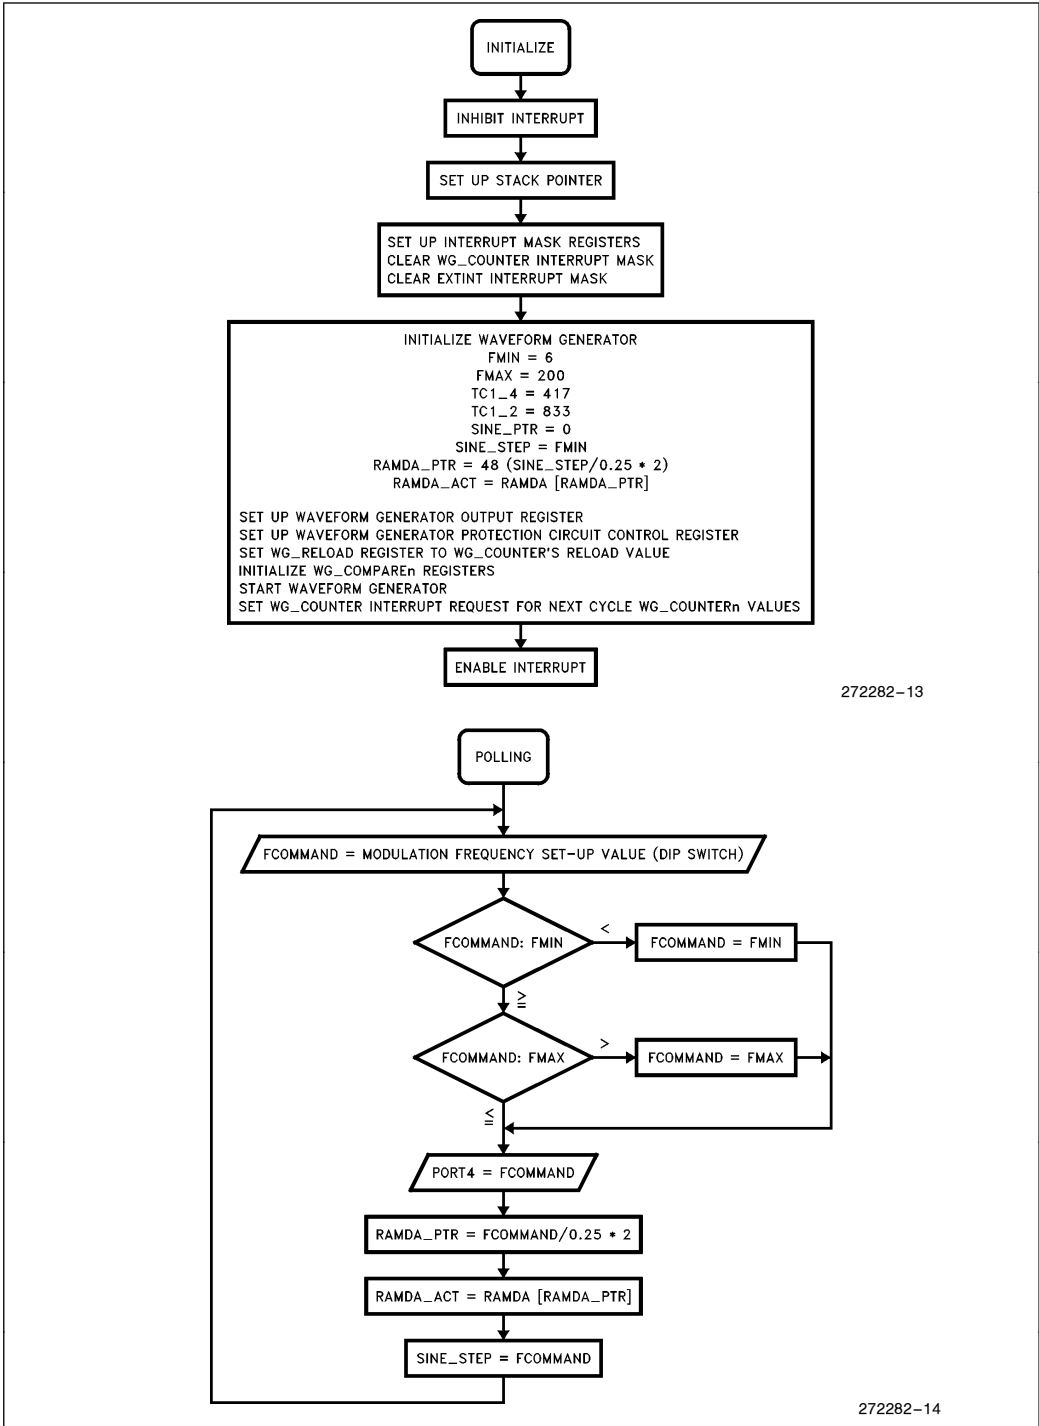 INITIALIZE
INHIBIT INTERRUPT
SET UP STACK POINTER
SET UP INTERRUPT MASK REGISTERS
CLEAR WG_COUNTER INTERRUPT MASK
CLEAR EXTINT INTERRUPT MASK
INITIALIZE WAVEFORM GENERATOR
FMIN = 6
FMAX = 200
TC1_4 = 417
TC1_2 = 833
SINE_PTR = 0
SINE_STEP = FMIN
RAMDA_PTR = 48 (SINE_STEP/0.25 * 2)
RAMDA_ACT = RAMDA [RAMDA_PTR]
SET UP WAVEFORM GENERATOR OUTPUT REGISTER
SET UP WAVEFORM GENERATOR PROTECTION CIRCUIT CONTROL REGISTER
SET WG_RELOAD REGISTER TO WG_COUNTER'S RELOAD VALUE
INITIALIZE WG_COMPAREn REGISTERS
START WAVEFORM GENERATOR
SET WG_COUNTER INTERRUPT REQUEST FOR NEXT CYCLE WG_COUNTERn VALUES
ENABLE INTERRUPT
272282-13
POLLING
FCOMMAND = MODULATION FREQUENCY SET-UP VALUE (DIP SWITCH)
FCOMMAND: FMIN
<
FCOMMAND = FMIN
≧
FCOMMAND: FMAX
>
FCOMMAND = FMAX
≦
PORT4 = FCOMMAND
RAMDA_PTR = FCOMMAND/0.25 * 2
RAMDA_ACT = RAMDA [RAMDA_PTR]
SINE_STEP = FCOMMAND
272282-14